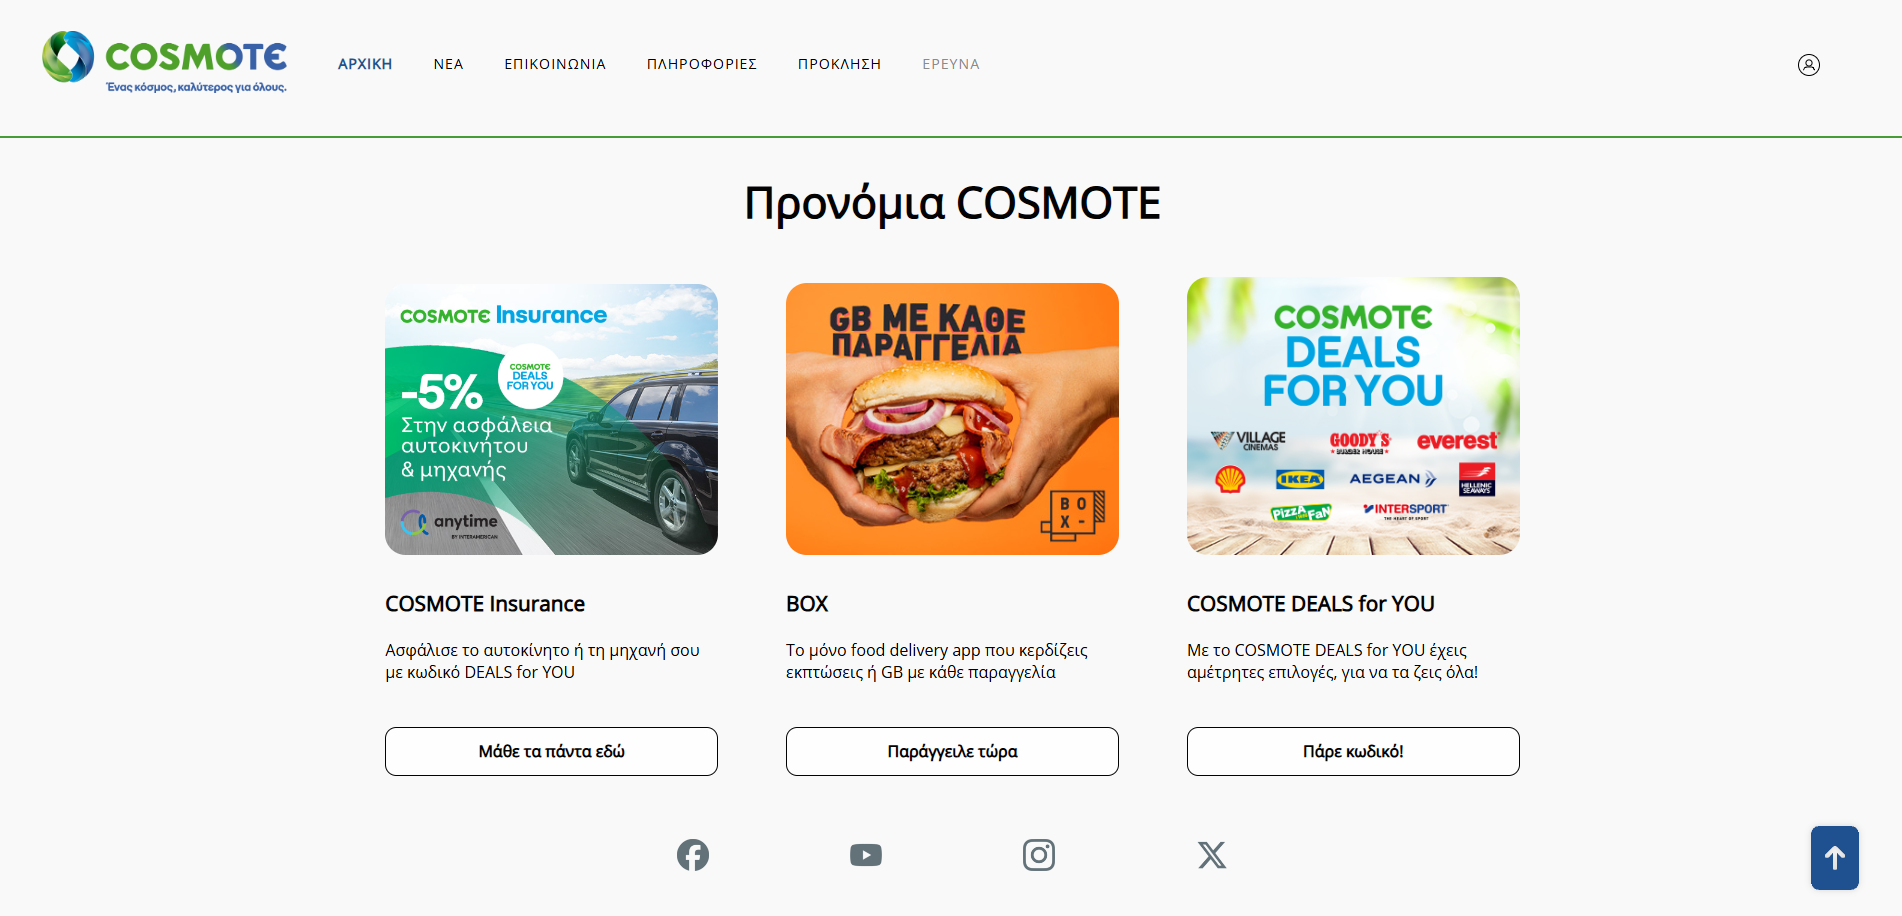 COSMOTE
Ένας κόσμος, καλύτερος για όλους.
ΑΡΧΙΚΗ
ΝΕΑ
ΕΠΙΚΟΙΝΩΝΙΑ
ΠΛΗΡΟΦΟΡΙΕΣ
ΠΡΟΚΛΗΣΗ
ΕΡΕΥΝΑ
Προνόμια COSMOTE
COSMOTE Insurance
COSMOTE
DEALS
FOR YOU
-5%
Στην ασφάλεια
αυτοκινήτου
& μηχανής
anytime
BY INTERAMERICAN
GB ΜΕ ΚΑΘΕ
ΠΑΡΑΓΓΕΛΙΑ
BO
X-
COSMOTE
DEALS
FOR YOU
VILLAGE
CINEMAS
GOODY'S
BURGER HOUSE
everest
IKEA
AEGEAN
HELLENIC
SEAWAYS
PIZZA FAN
INTERSPORT
THE HEART OF SPORT
COSMOTE Insurance
Ασφάλισε το αυτοκίνητο ή τη μηχανή σου
με κωδικό DEALS for YOU
Μάθε τα πάντα εδώ
BOX
Το μόνο food delivery app που κερδίζεις
εκπτώσεις ή GB με κάθε παραγγελία
Παράγγειλε τώρα
COSMOTE DEALS for YOU
Με το COSMOTE DEALS for YOU έχεις
αμέτρητες επιλογές, για να τα ζεις όλα!
Πάρε κωδικό!